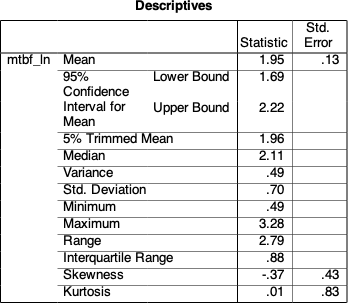 Descriptives
Std.
Statistic Error
mtbf_ln Mean 1.95 .13
95% Lower Bound 1.69
Confidence
Interval for Upper Bound 2.22
Mean
5% Trimmed Mean 1.96
Median 2.11
Variance .49
Std. Deviation .70
Minimum .49
Maximum 3.28
Range 2.79
Interquartile Range .88
Skewness -.37 .43
Kurtosis .01 .83